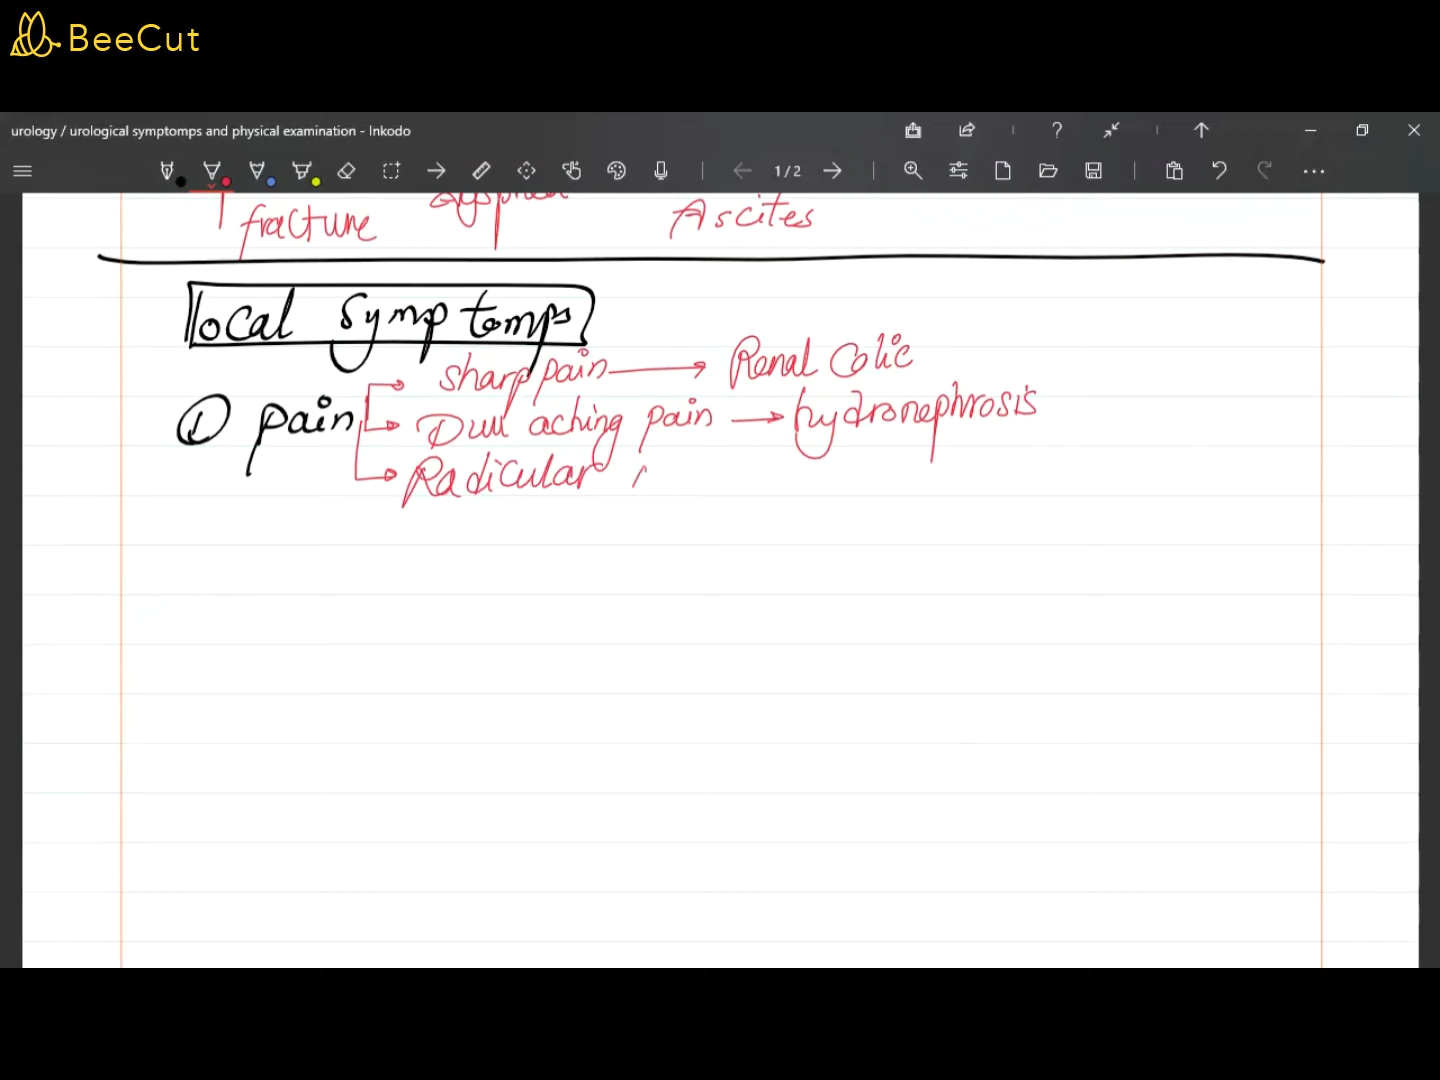 BeeCut
urology / urological symptomps and physical examination - Inkodo
1 / 2
fracture Ascites
local symptomps
sharp pain → Renal Colic
① pain Dull aching pain → hydronephrosis
Radicular